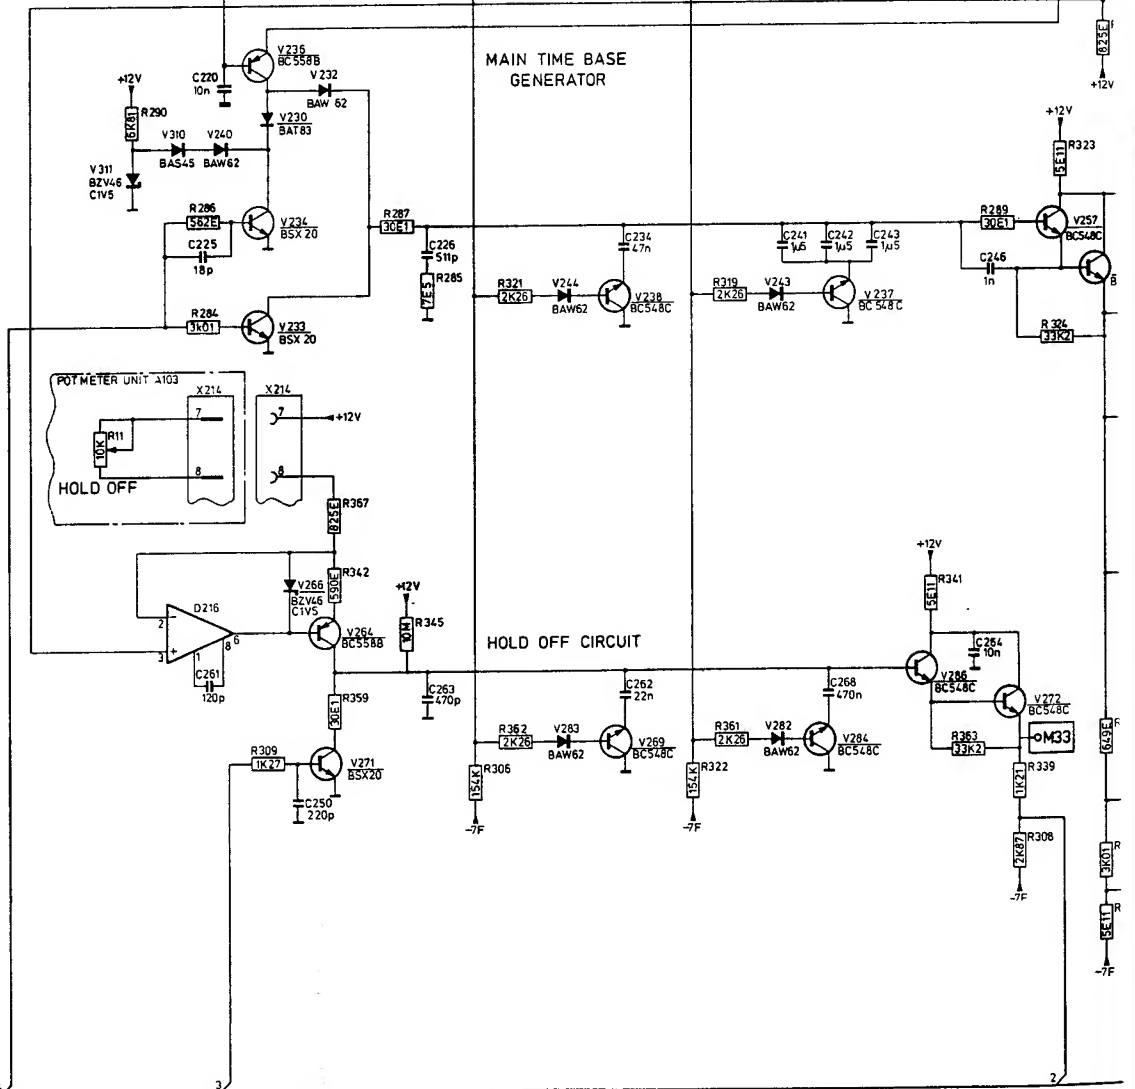 MAIN TIME BASE
GENERATOR
825E
+12V
V236
BC558B
C220
10n
V232
BAW 62
+12V
R290
6K81
V230
BAT83
V310
BAS45
V240
BAW62
V311
BZV46
C1V5
R286
562E
C225
18p
V234
BSX 20
R287
30E1
C226
511p
R285
7E5
R284
3k01
V233
BSX 20
C234
47n
R321
2K26
V244
BAW62
V238
BC548C
C241
1µ5
C242
1µ5
C243
1µ5
R319
2K26
V243
BAW62
V237
BC548C
+12V
R323
5E11
R289
30E1
V257
BC548C
C246
1n
B
R324
33K2
POTMETER UNIT A103
X214
X214
7
7
+12V
R11
10K
8
8
HOLD OFF
R367
825E
R342
590E
V266
BZV46
C1V5
D216
2
3
6
8
1
C261
120p
V264
BC558B
+12V
R345
10M
HOLD OFF CIRCUIT
R359
30E1
C263
470p
R309
1K27
V271
BSX20
C250
220p
C262
22n
R362
2K26
V283
BAW62
V269
BC548C
R306
154K
-7F
C268
470n
R361
2K26
V282
BAW62
V284
BC548C
R322
154K
-7F
+12V
R341
5E11
C264
10n
V286
BC548C
V272
BC548C
M33
R363
33K2
R339
1K21
R308
2K87
-7F
649E
R
3K01
R
5E11
R
-7F
3
2